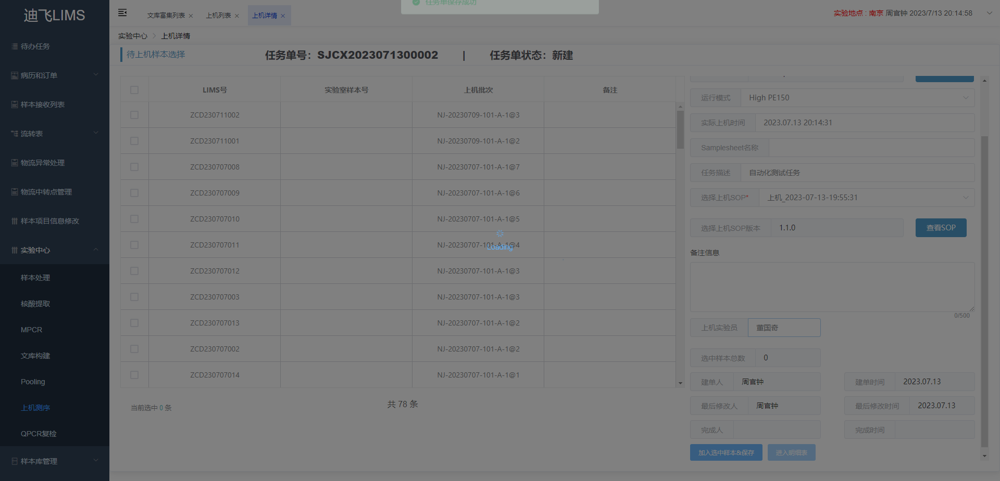 迪飞LIMS
待办任务
病历和订单
样本接收列表
流转表
物流异常处理
物流中转点管理
样本项目信息修改
实验中心
样本处理
核酸提取
MPCR
文库构建
Pooling
上机测序
QPCR复检
样本库管理
文库富集列表 上机列表 上机详情
任务单保存成功
实验地点 : 南京 周官钟 2023/7/13 20:14:58
实验中心 上机详情
待上机样本选择 任务单号：SJCX2023071300002 | 任务单状态：新建
LIMS号 实验室样本号 上机批次 备注
ZCD230711002 NJ-20230709-101-A-1@3
ZCD230711001 NJ-20230709-101-A-1@2
ZCD230707008 NJ-20230707-101-A-1@7
ZCD230707009 NJ-20230707-101-A-1@6
ZCD230707010 NJ-20230707-101-A-1@5
ZCD230707011 NJ-20230707-101-A-1@4
Loading
ZCD230707012 NJ-20230707-101-A-1@3
ZCD230707003 NJ-20230707-101-A-1@3
ZCD230707013 NJ-20230707-101-A-1@2
ZCD230707002 NJ-20230707-101-A-1@2
ZCD230707014 NJ-20230707-101-A-1@1
当前选中 0 条
共 78 条
运行模式 High PE150
实际上机时间 2023.07.13 20:14:31
Samplesheet名称
任务描述 自动化测试任务
选择上机SOP* 上机_2023-07-13-19:55:31
选择上机SOP版本 1.1.0 查看SOP
备注信息
0/500
上机实验员 董国奇
选中样本总数 0
建单人 周官钟 建单时间 2023.07.13
最后修改人 周官钟 最后修改时间 2023.07.13
完成人 完成时间
加入选中样本&保存 进入明细表